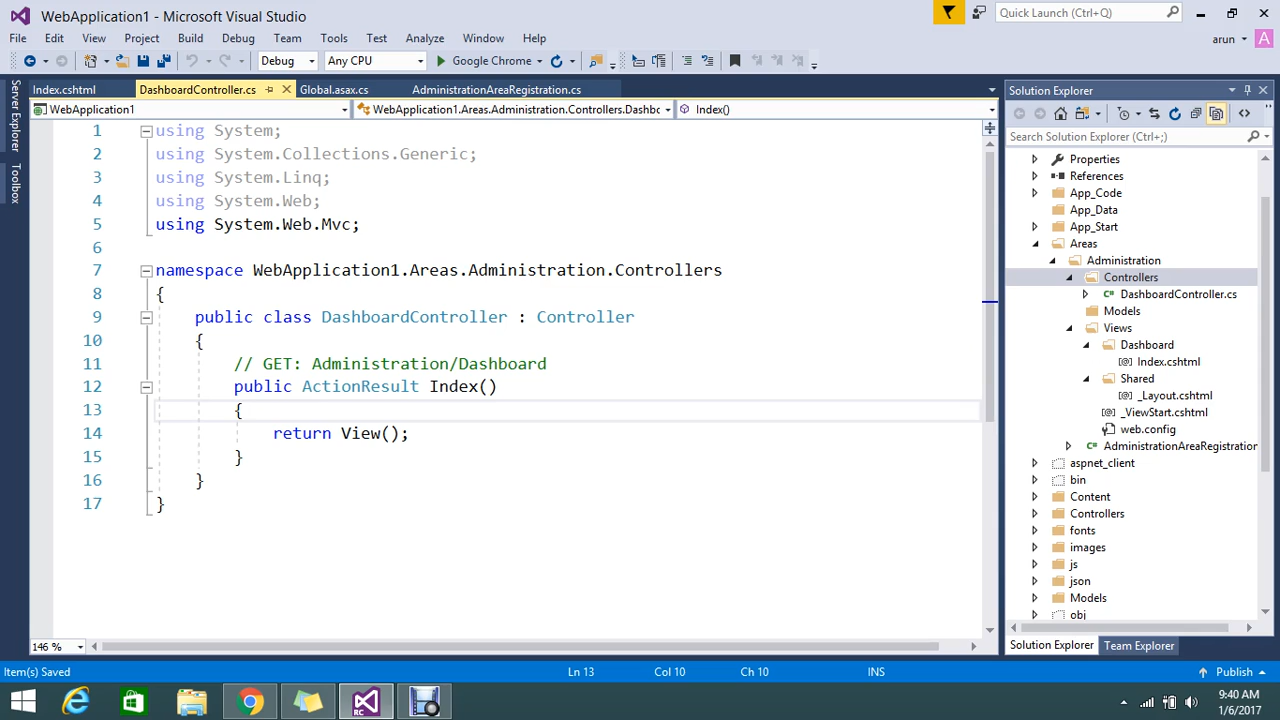 WebApplication1 - Microsoft Visual Studio
Quick Launch (Ctrl+Q)
File Edit View Project Build Debug Team Tools Test Analyze Window Help
arun
A
Debug Any CPU Google Chrome
Server Explorer
Toolbox
Index.cshtml DashboardController.cs Global.asax.cs AdministrationAreaRegistration.cs
WebApplication1 WebApplication1.Areas.Administration.Controllers.Dashbc Index()
1 using System;
2 using System.Collections.Generic;
3 using System.Linq;
4 using System.Web;
5 using System.Web.Mvc;
6
7 namespace WebApplication1.Areas.Administration.Controllers
8 {
9 public class DashboardController : Controller
10 {
11 // GET: Administration/Dashboard
12 public ActionResult Index()
13 {
14 return View();
15 }
16 }
17 }
146 %
Solution Explorer
Search Solution Explorer (Ctrl+;)
Properties
References
App_Code
App_Data
App_Start
Areas
Administration
Controllers
DashboardController.cs
Models
Views
Dashboard
Index.cshtml
Shared
_Layout.cshtml
_ViewStart.cshtml
web.config
AdministrationAreaRegistration
aspnet_client
bin
Content
Controllers
fonts
images
js
json
Models
obj
Solution Explorer Team Explorer
Item(s) Saved Ln 13 Col 10 Ch 10 INS Publish
RC
9:40 AM
1/6/2017